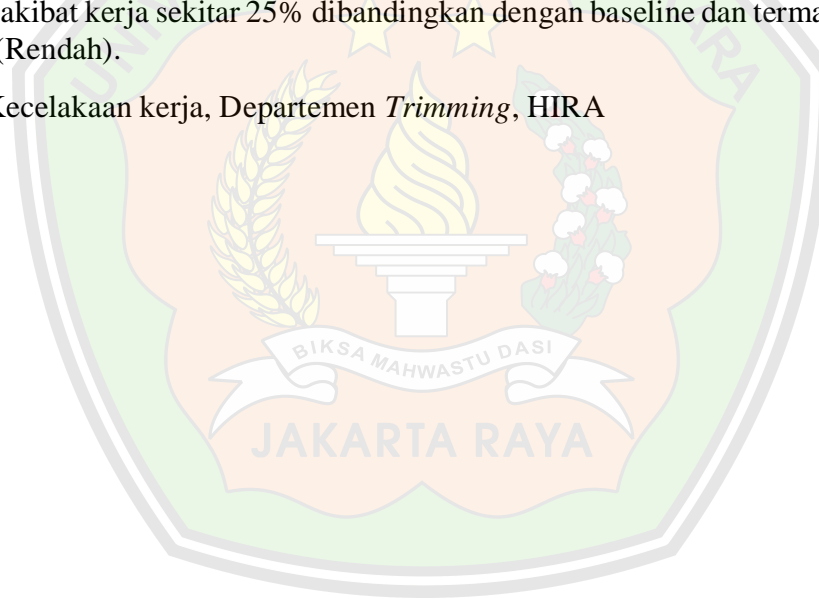 akibat kerja sekitar 25% dibandingkan dengan baseline dan
(Rendah).
Kecelakaan kerja, Departemen Trimming, HIRA
BIKSA MAHWASTU DASI
JAKARTA RAYA